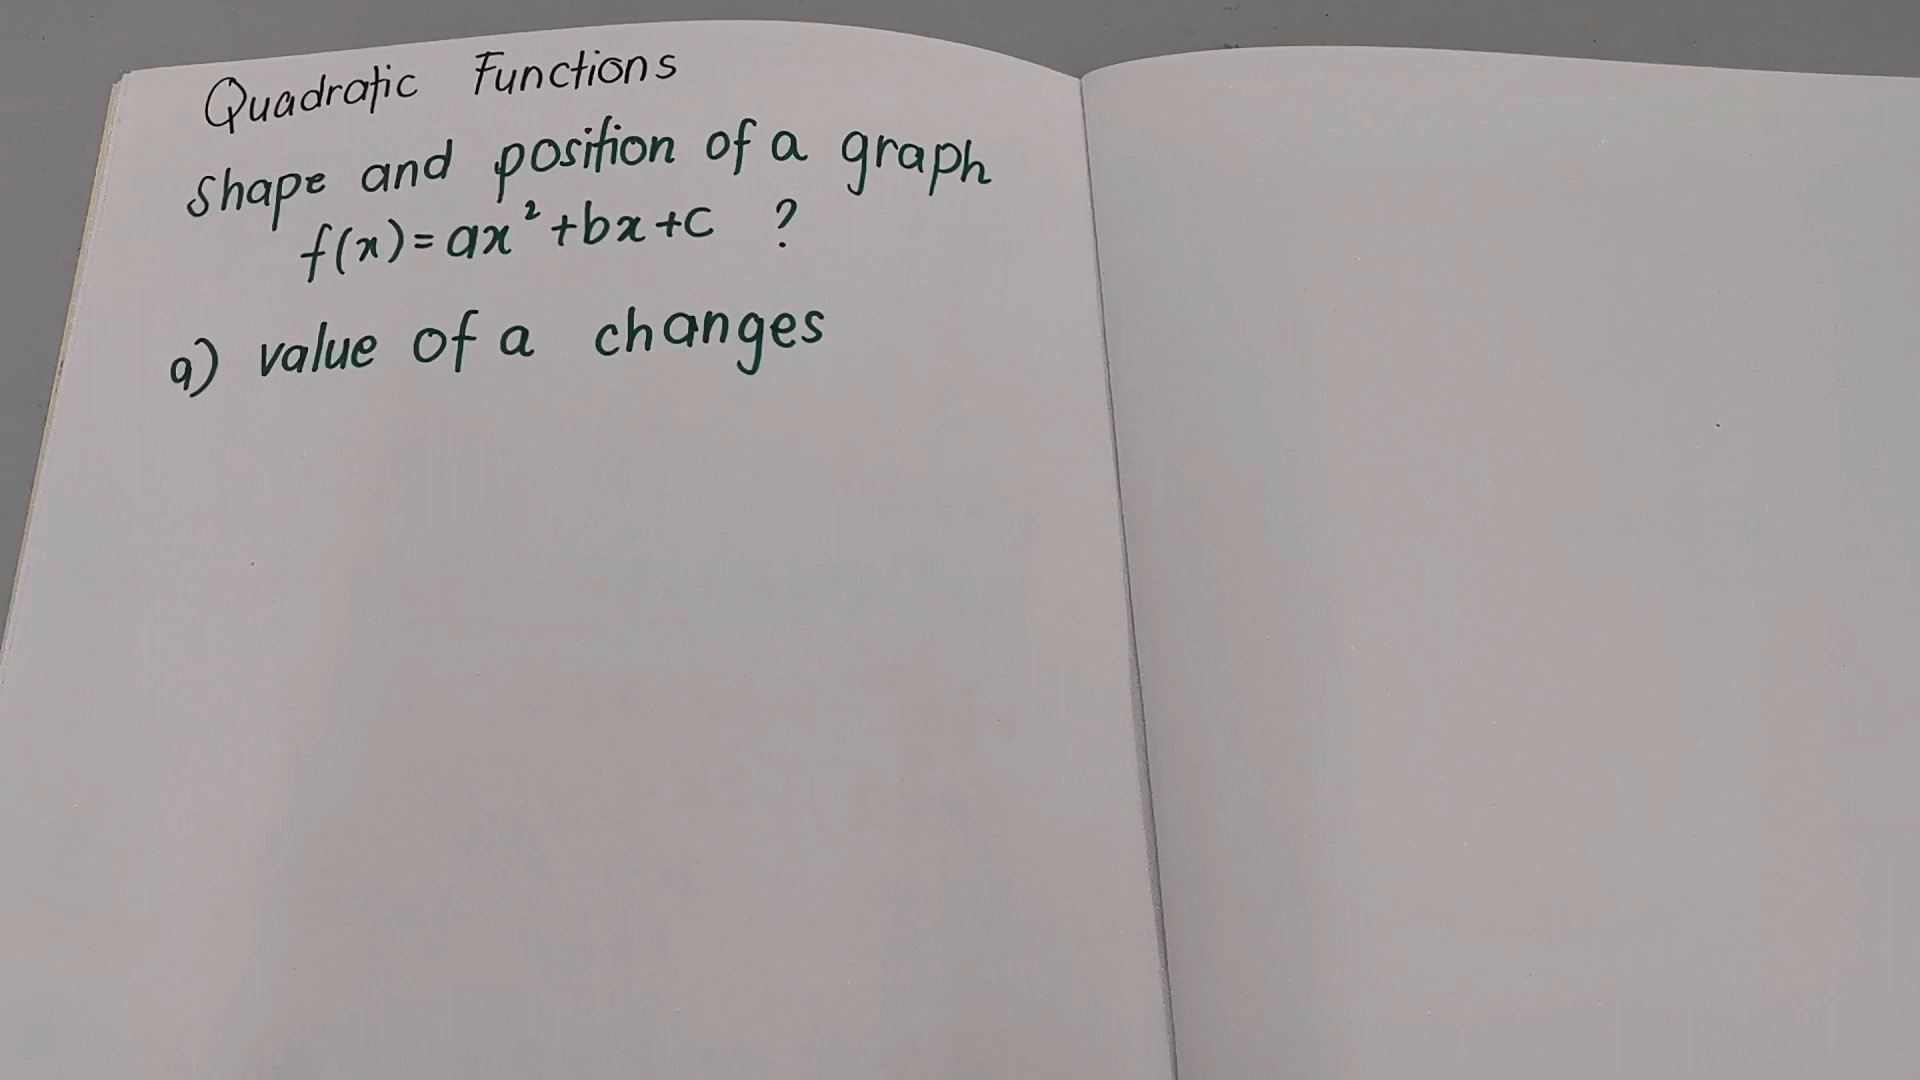 Quadratic Functions
shape and position of a graph
f(x)=ax²+bx+c ?
a) value of a changes